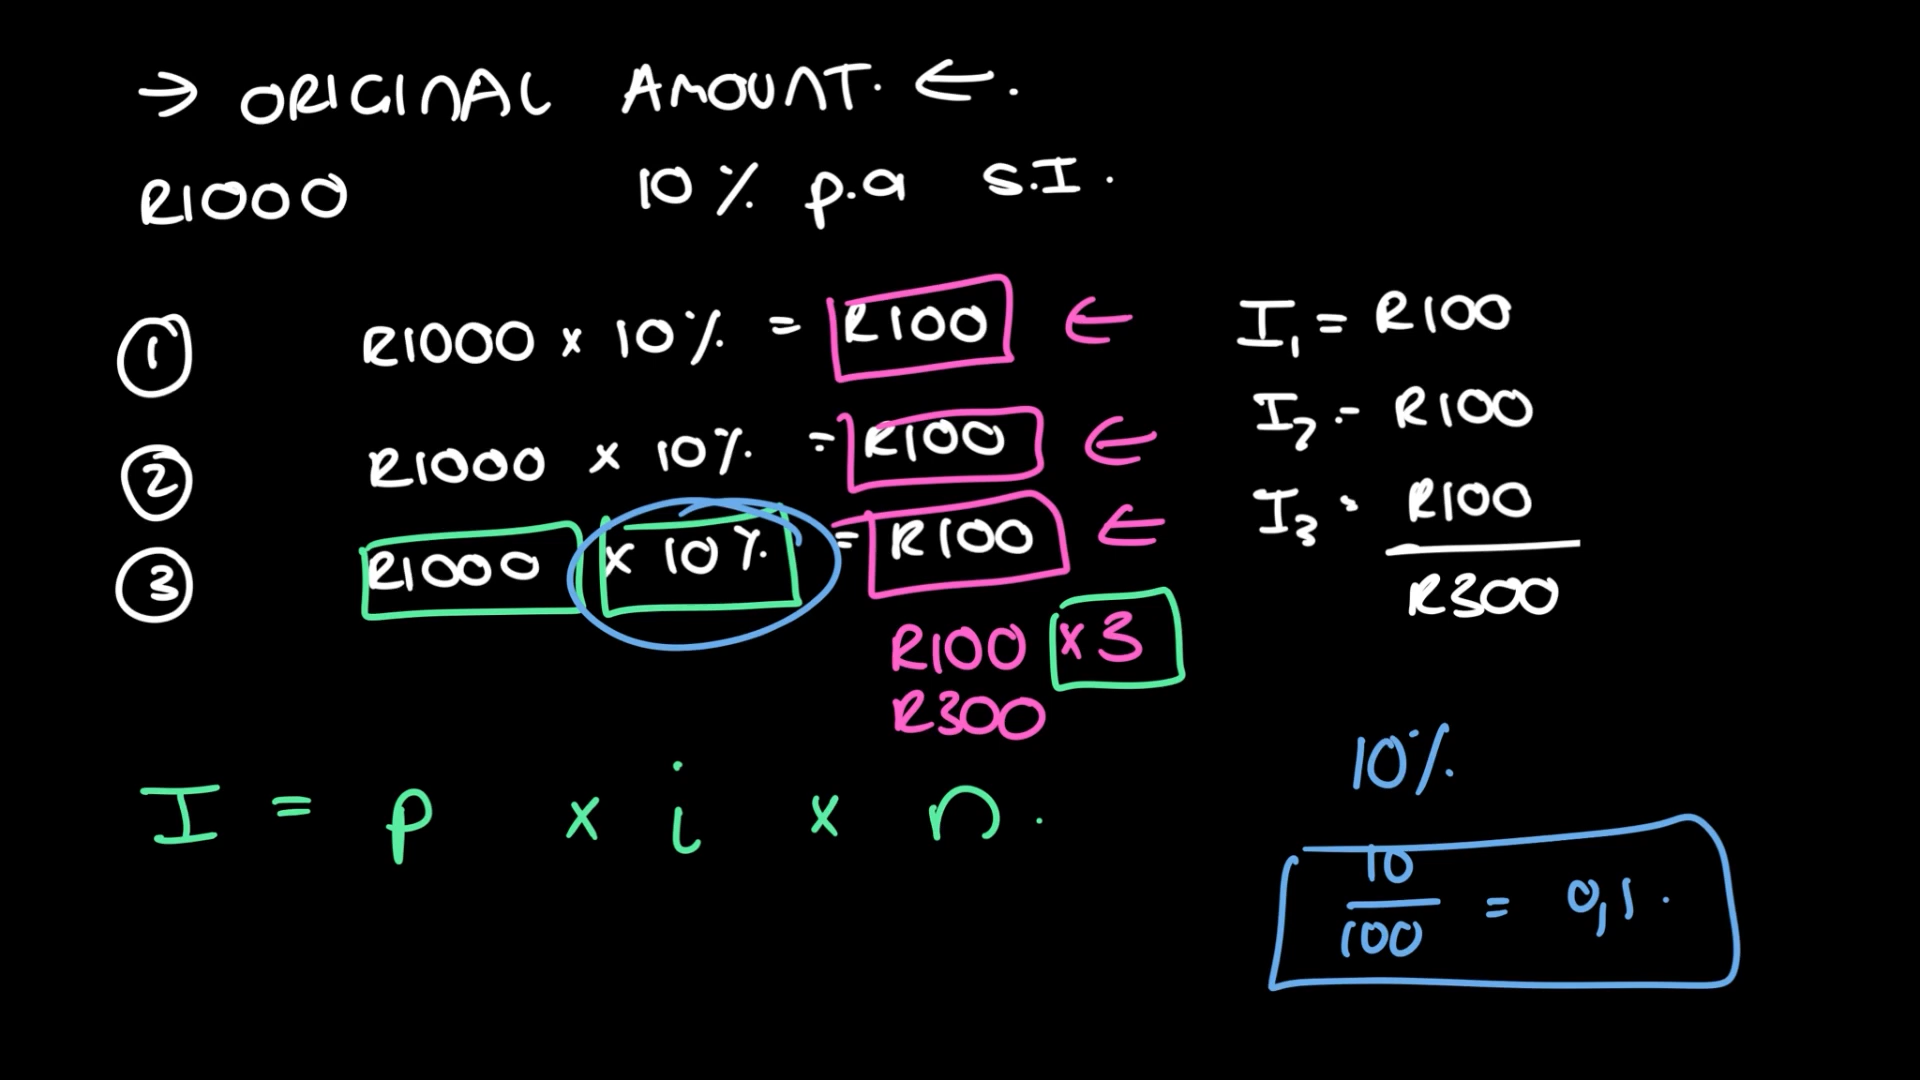 → ORIGINAL AMOUNT. ←.
R1000 10% p.a S.I.
① R1000 x 10% = R100 ← I₁ = R100
② R1000 x 10% = R100 ← I₂ = R100
③ R1000 x 10% = R100 ← I₃ = R100
R300
R100 x 3
R300
10%
I = p x i x n.
10/100 = 0,1.